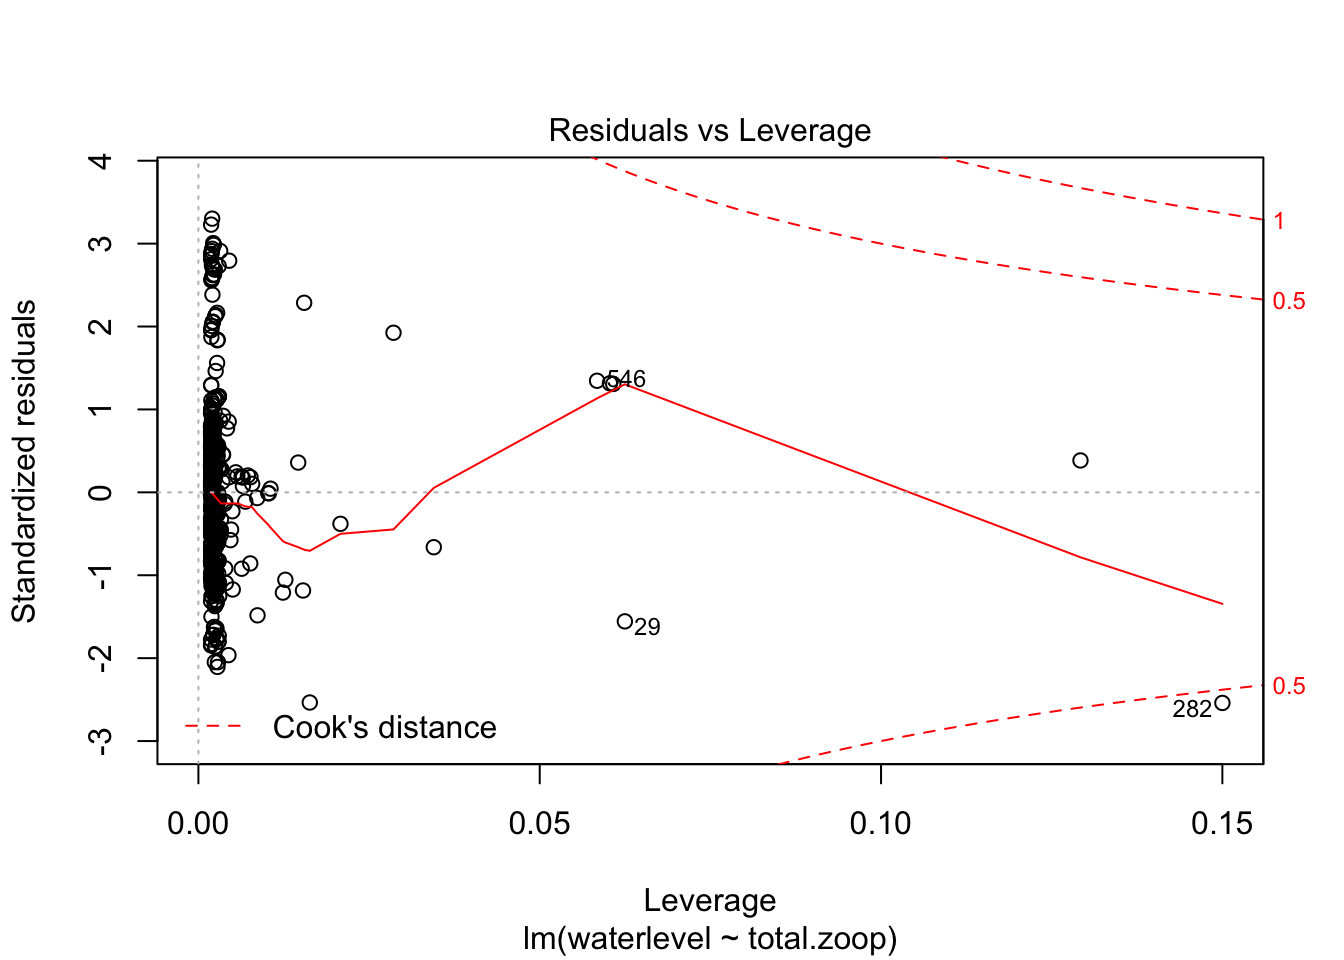 Residuals vs Leverage
Standardized residuals
4
3
2
1
0
-1
-2
-3
1
0.5
0.5
546
29
282
Cook's distance
0.00 0.05 0.10 0.15
Leverage
lm(waterlevel ~ total.zoop)